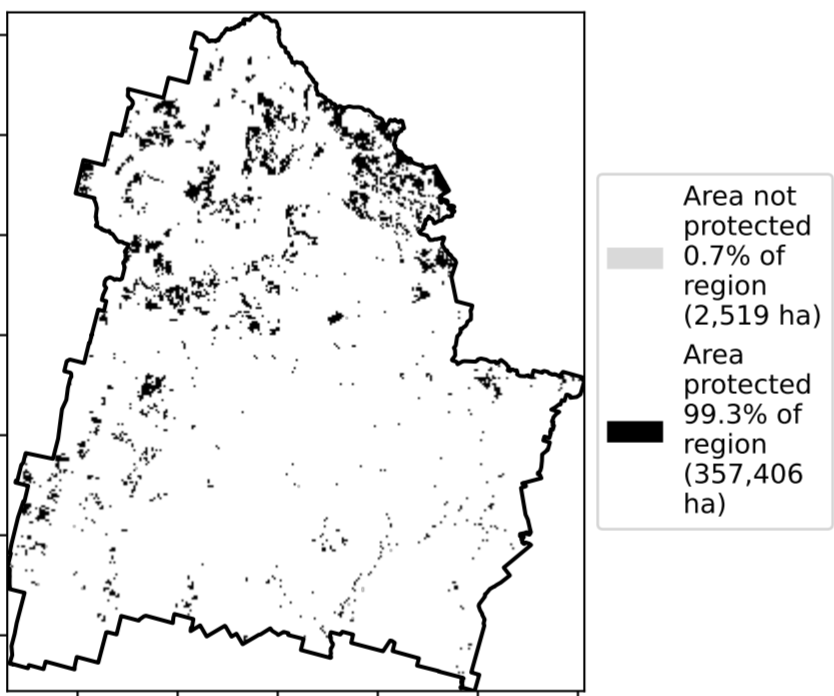 Area not
protected
0.7% of
region
(2,519 ha)
Area
protected
99.3% of
region
(357,406
ha)